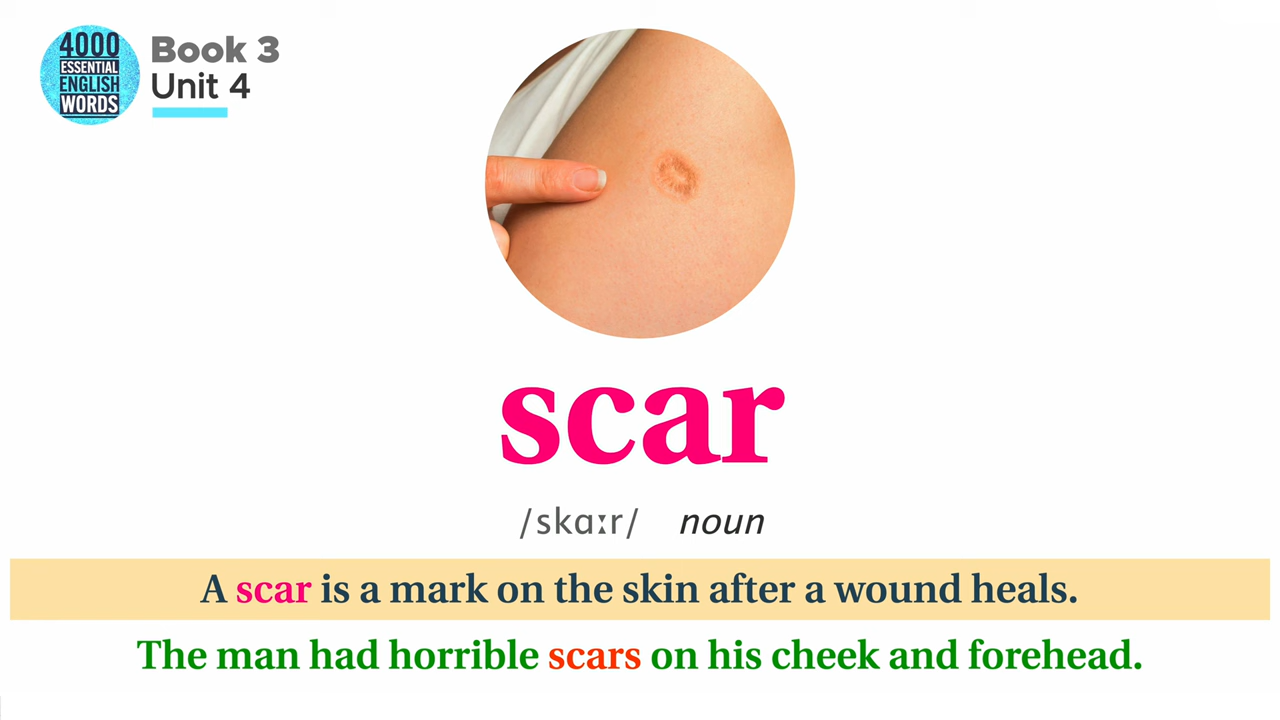 4000
ESSENTIAL
ENGLISH
WORDS
Book 3
Unit 4
scar
/skɑːr/ noun
A scar is a mark on the skin after a wound heals.
The man had horrible scars on his cheek and forehead.